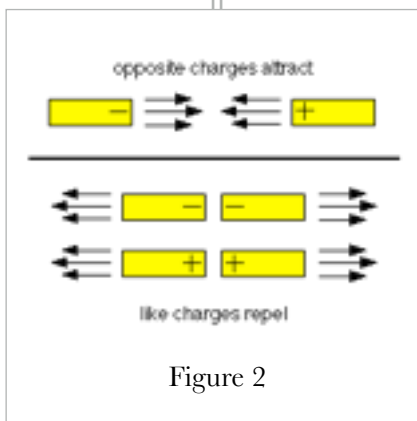 opposite charges attract
− +
− −
+ +
like charges repel
Figure 2